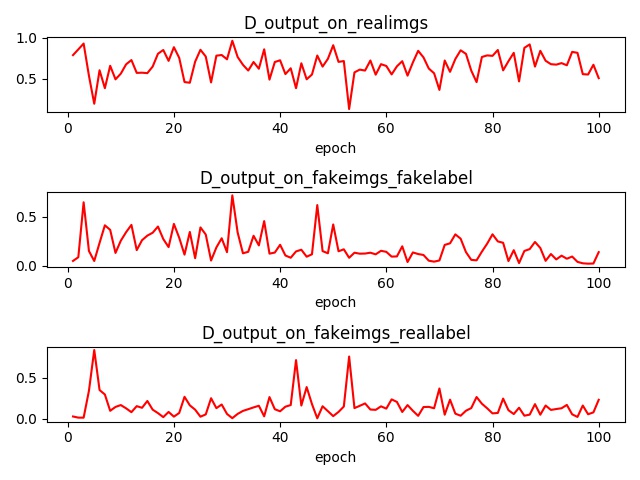 D_output_on_realimgs
1.0
0.5
0 20 40 60 80 100
epoch
D_output_on_fakeimgs_fakelabel
0.5
0.0
0 20 40 60 80 100
epoch
D_output_on_fakeimgs_reallabel
0.5
0.0
0 20 40 60 80 100
epoch